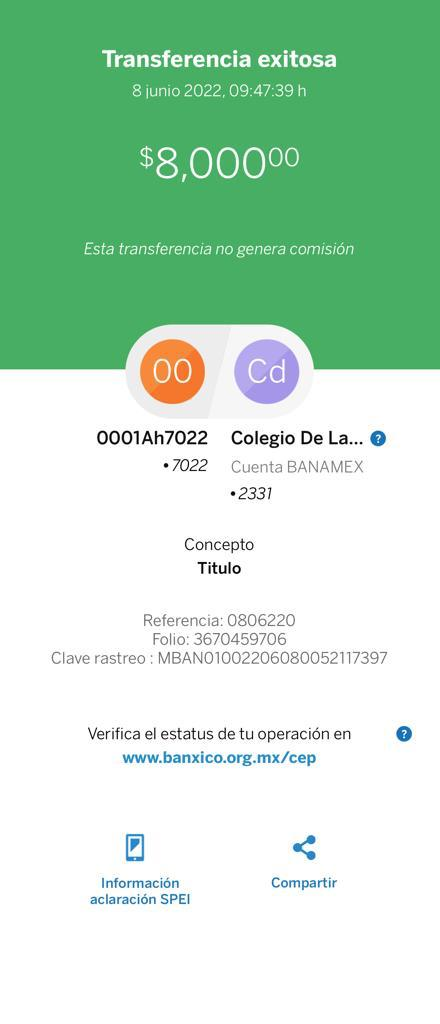 Transferencia exitosa
8 junio 2022, 09:47:39 h
$8,00000
Esta transferencia no genera comisión
00
Cd
0001Ah7022
•7022
Colegio De La... ?
Cuenta BANAMEX
•2331
Concepto
Titulo
Referencia: 0806220
Folio: 3670459706
Clave rastreo : MBAN01002206080052117397
Verifica el estatus de tu operación en ?
www.banxico.org.mx/cep
Información
aclaración SPEI
Compartir